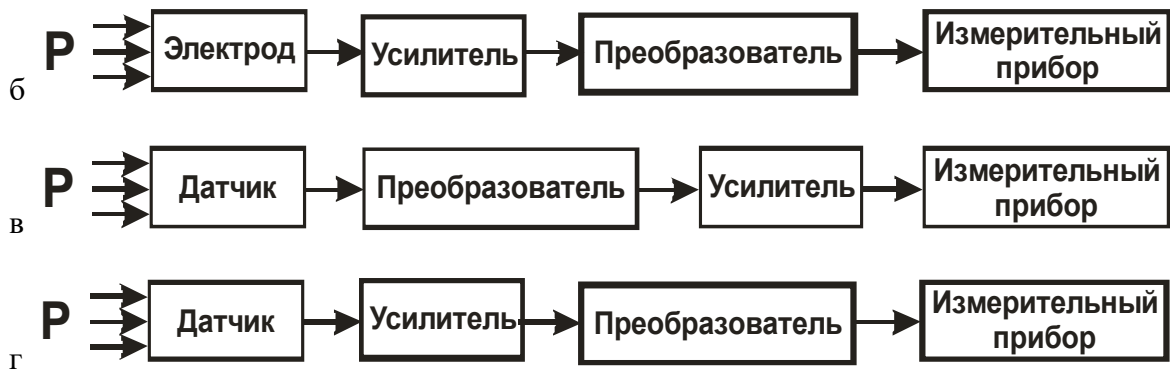 P Электрод Усилитель Преобразователь Измерительный прибор
б
P Датчик Преобразователь Усилитель Измерительный прибор
в
P Датчик Усилитель Преобразователь Измерительный прибор
г